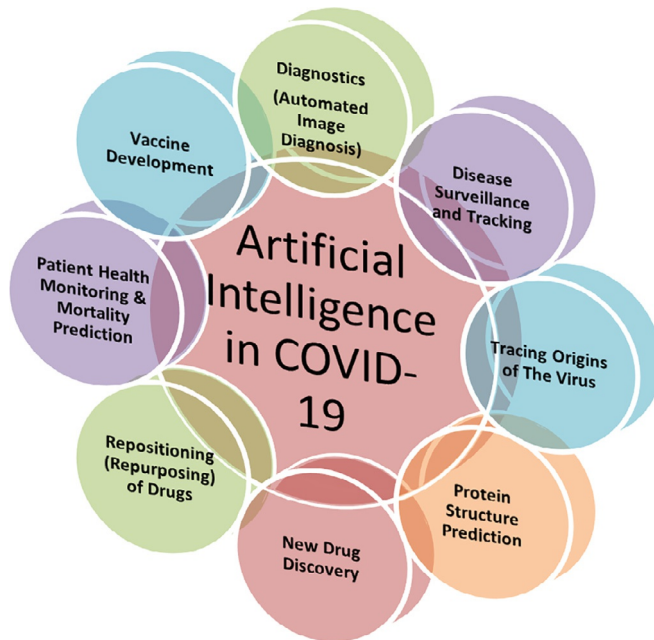 Diagnostics
(Automated
Image
Diagnosis)
Disease
Surveillance
and Tracking
Tracing Origins
of The Virus
Protein
Structure
Prediction
New Drug
Discovery
Repositioning
(Repurposing)
of Drugs
Patient Health
Monitoring &
Mortality
Prediction
Vaccine
Development
Artificial
Intelligence
in COVID-
19